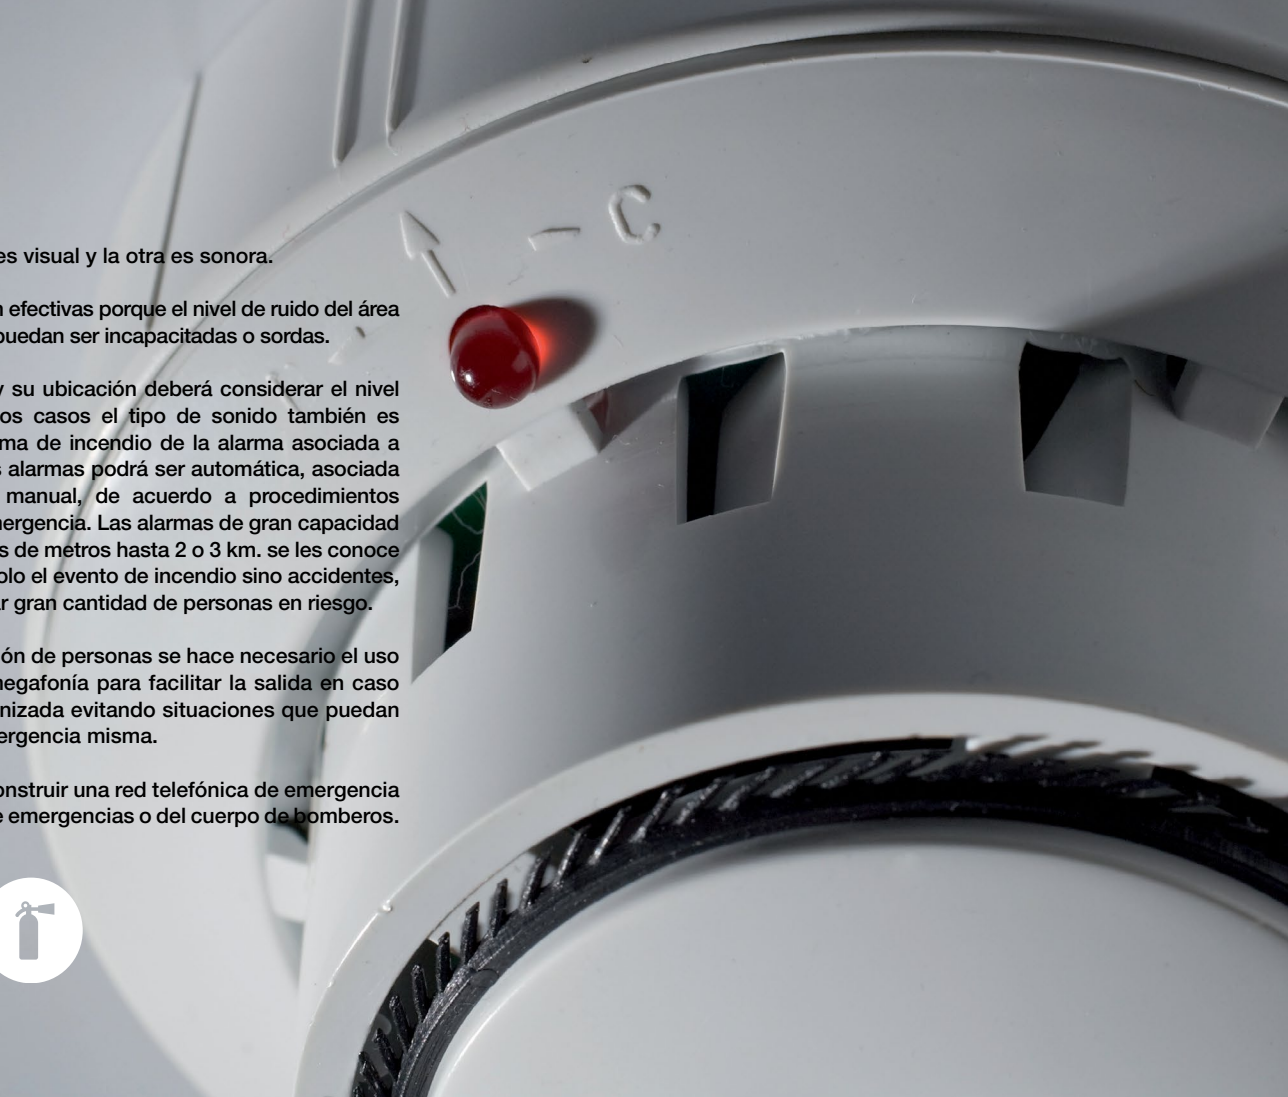 es visual y la otra es sonora.
efectivas porque el nivel de ruido del área
puedan ser incapacitadas o sordas.
y su ubicación deberá considerar el nivel
os casos el tipo de sonido también es
ma de incendio de la alarma asociada a
s alarmas podrá ser automática, asociada
manual, de acuerdo a procedimientos
mergencia. Las alarmas de gran capacidad
s de metros hasta 2 o 3 km. se les conoce
olo el evento de incendio sino accidentes,
ar gran cantidad de personas en riesgo.
ión de personas se hace necesario el uso
megafonía para facilitar la salida en caso
nizada evitando situaciones que puedan
ergencia misma.
onstruir una red telefónica de emergencia
e emergencias o del cuerpo de bomberos.
– C